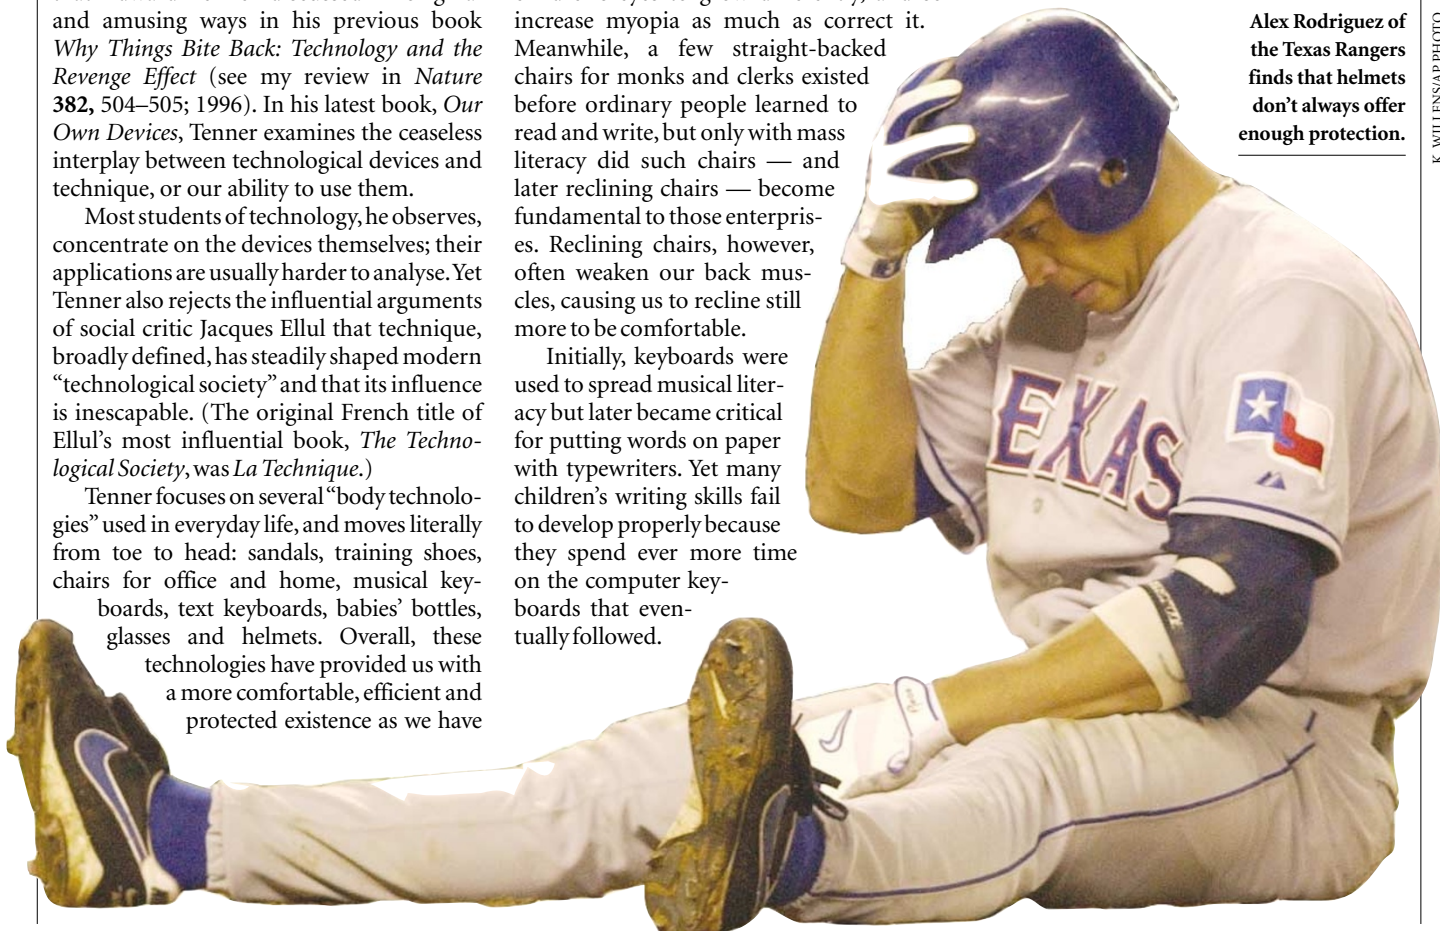 and amusing ways in his previous book
Why Things Bite Back: Technology and the
Revenge Effect (see my review in Nature
382, 504–505; 1996). In his latest book, Our
Own Devices, Tenner examines the ceaseless
interplay between technological devices and
technique, or our ability to use them.
Most students of technology, he observes,
concentrate on the devices themselves; their
applications are usually harder to analyse. Yet
Tenner also rejects the influential arguments
of social critic Jacques Ellul that technique,
broadly defined, has steadily shaped modern
“technological society” and that its influence
is inescapable. (The original French title of
Ellul’s most influential book, The Techno-
logical Society, was La Technique.)
Tenner focuses on several “body technolo-
gies” used in everyday life, and moves literally
from toe to head: sandals, training shoes,
chairs for office and home, musical key-
boards, text keyboards, babies’ bottles,
glasses and helmets. Overall, these
technologies have provided us with
a more comfortable, efficient and
protected existence as we have
increase myopia as much as correct it.
Meanwhile, a few straight-backed
chairs for monks and clerks existed
before ordinary people learned to
read and write, but only with mass
literacy did such chairs — and
later reclining chairs — become
fundamental to those enterpris-
es. Reclining chairs, however,
often weaken our back mus-
cles, causing us to recline still
more to be comfortable.
Initially, keyboards were
used to spread musical liter-
acy but later became critical
for putting words on paper
with typewriters. Yet many
children’s writing skills fail
to develop properly because
they spend ever more time
on the computer key-
boards that even-
tually followed.
Alex Rodriguez of
the Texas Rangers
finds that helmets
don’t always offer
enough protection.
K. WILLENS/AP PHOTO
TEXAS